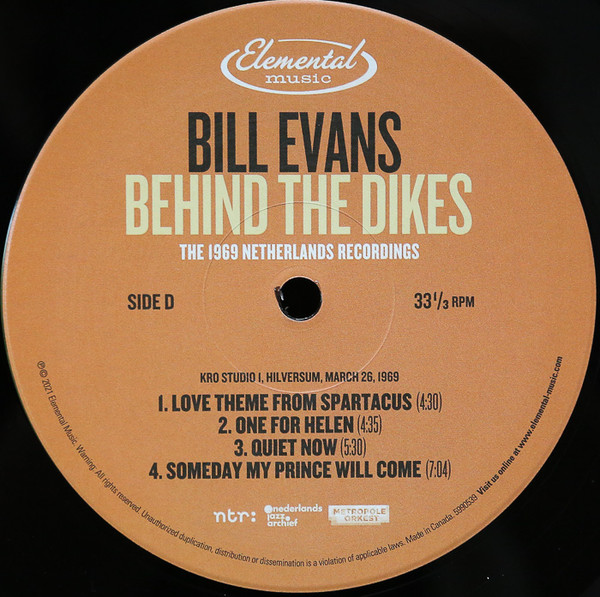 Elemental
music
BILL EVANS
BEHIND THE DIKES
THE 1969 NETHERLANDS RECORDINGS
SIDE D
33 1/3 RPM
KRO STUDIO 1, HILVERSUM, MARCH 26, 1969
1. LOVE THEME FROM SPARTACUS (4:30)
2. ONE FOR HELEN (4:35)
3. QUIET NOW (5:30)
4. SOMEDAY MY PRINCE WILL COME (7:04)
ntr:
nederlands
jazz
archief
METROPOLE
ORKEST
℗ © 2021 Elemental Music. Warning: All rights reserved. Unauthorized duplication, distribution or dissemination is a violation of applicable laws. Made in Canada. 5990539 Visit us online at www.elemental-music.com